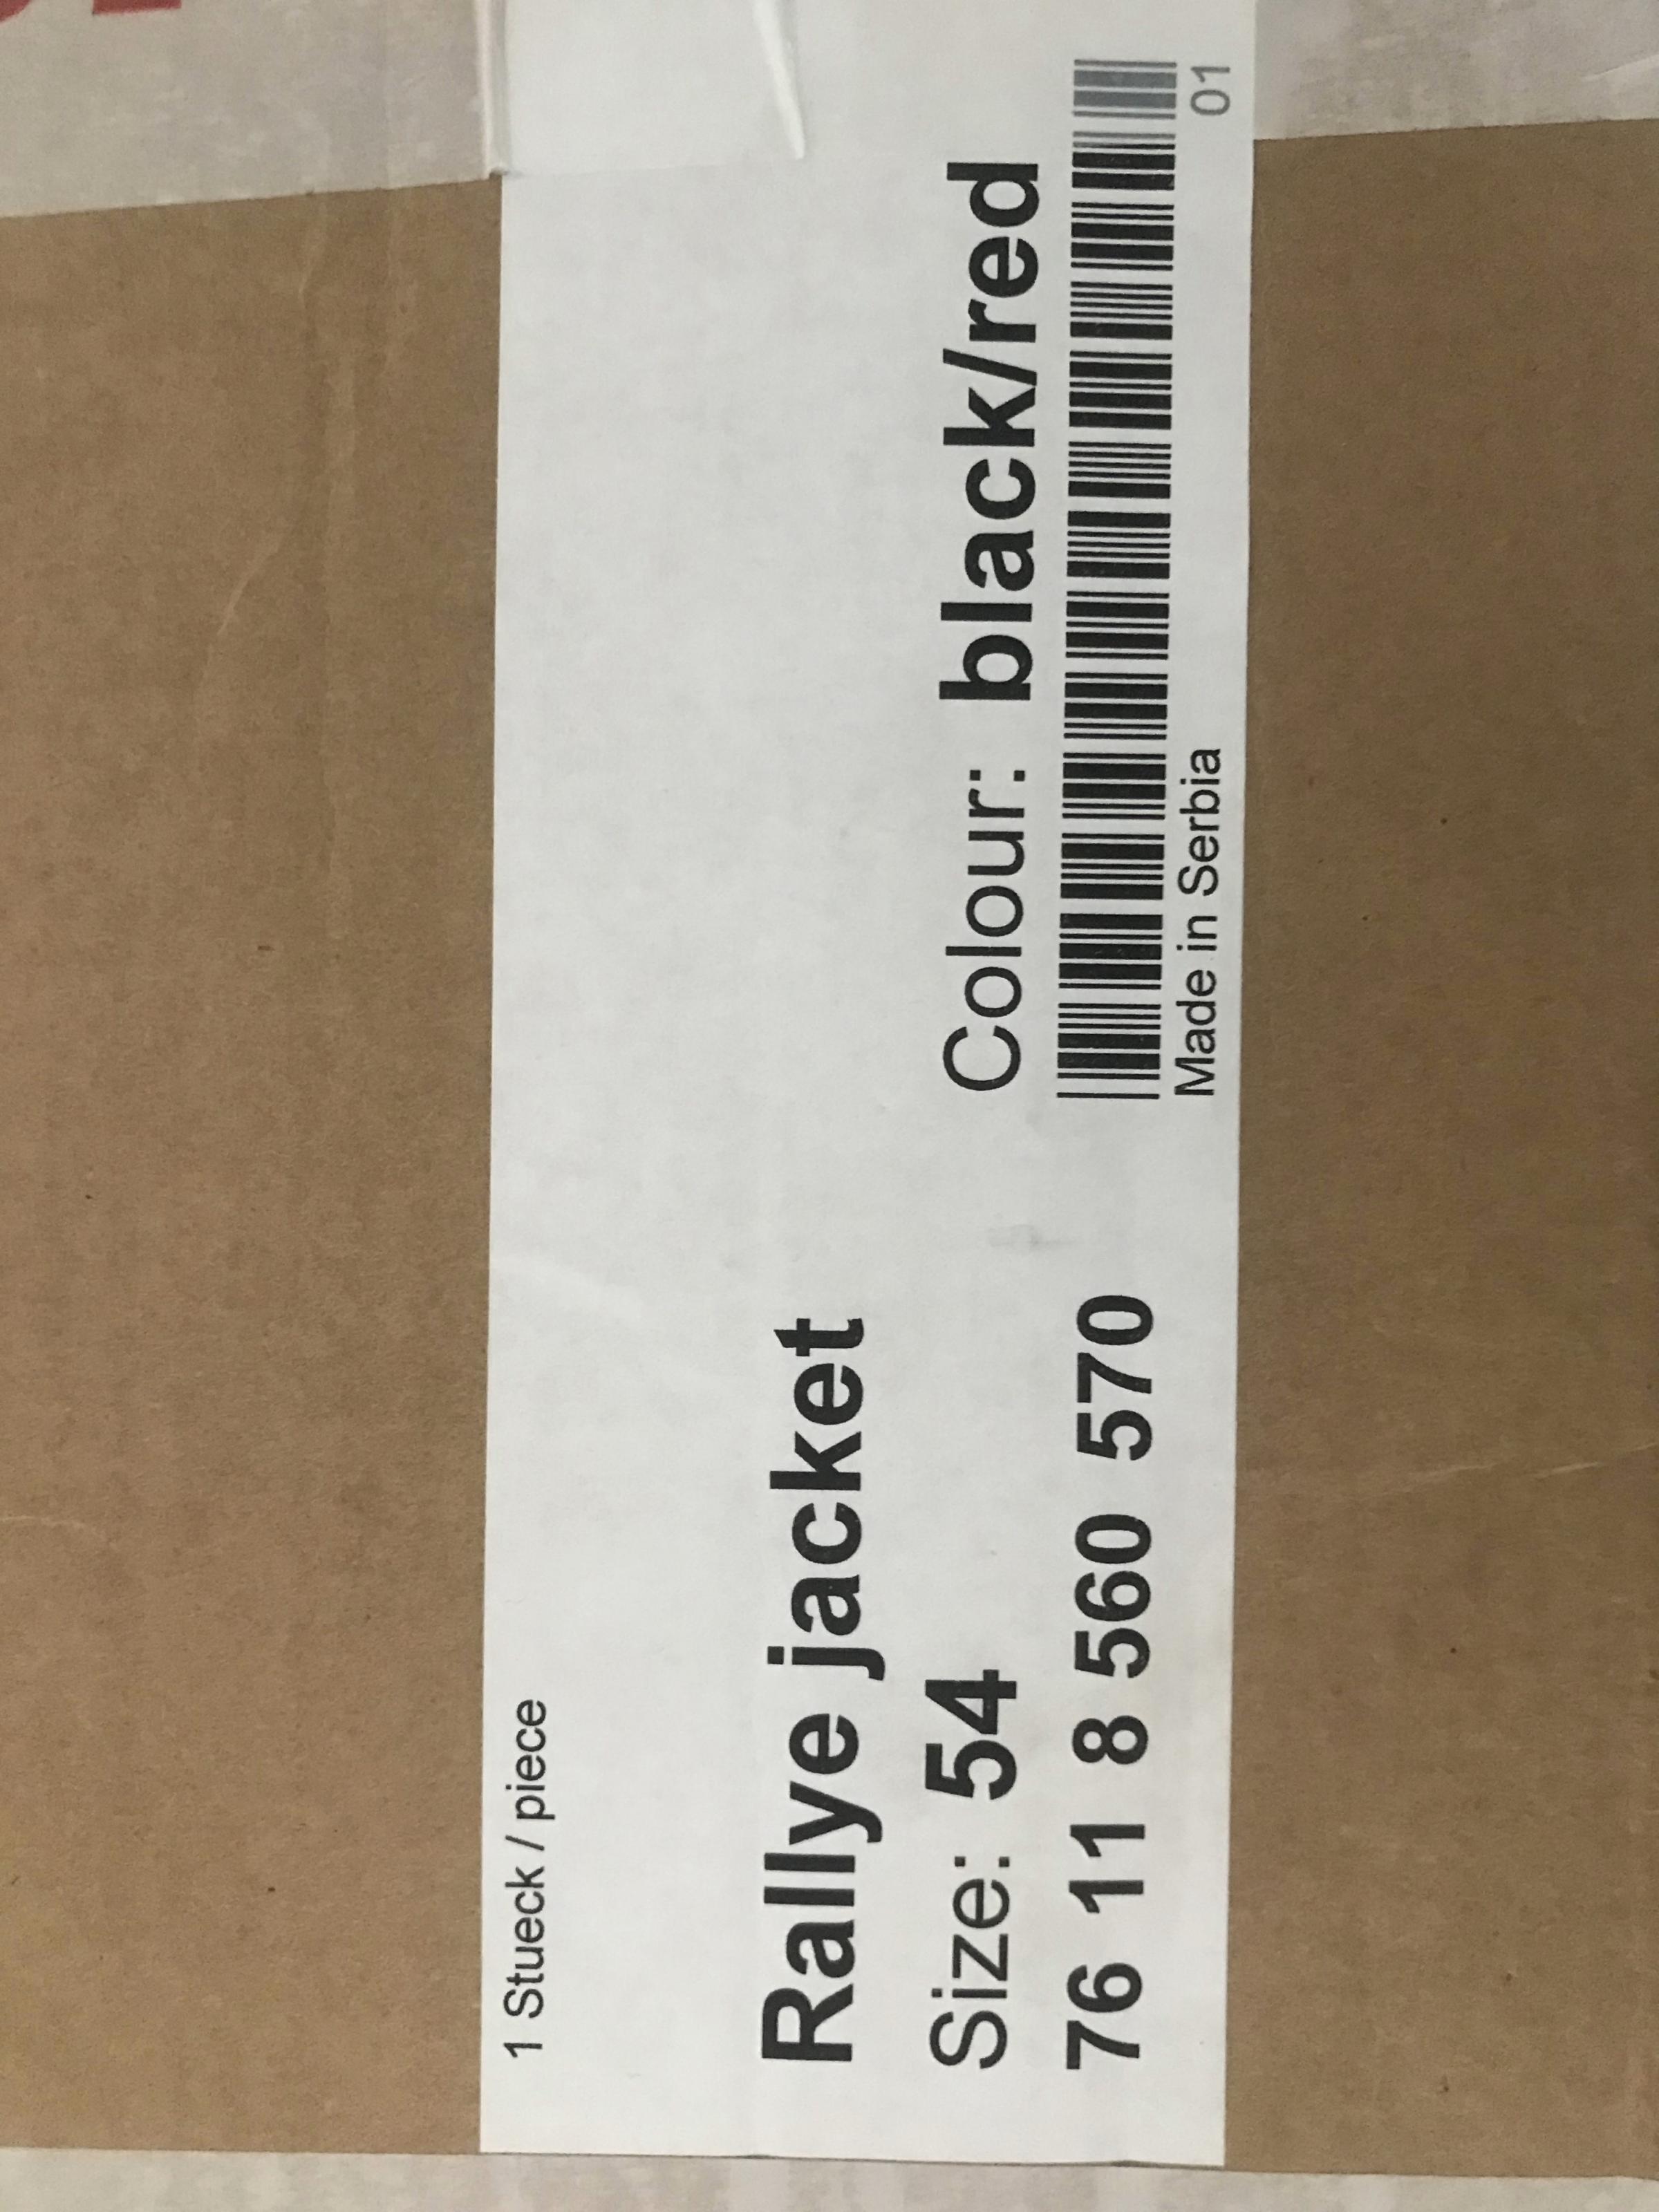 1 Stueck / piece
Rallye jacket
Size: 54 Colour: black/red
76 11 8 560 570
Made in Serbia 01